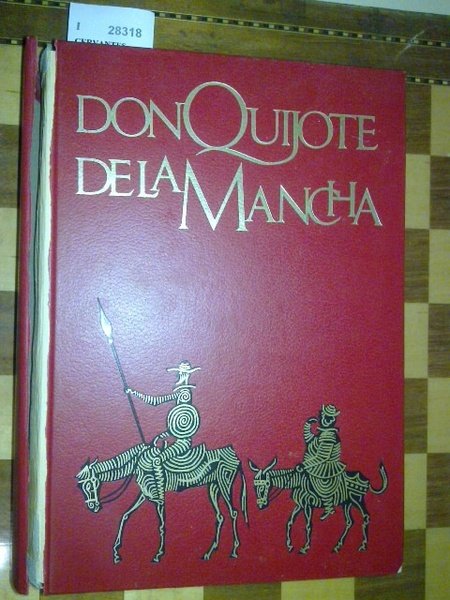 I 28318
CERVANTES
DON QUIJOTE
DE LA MANCHA